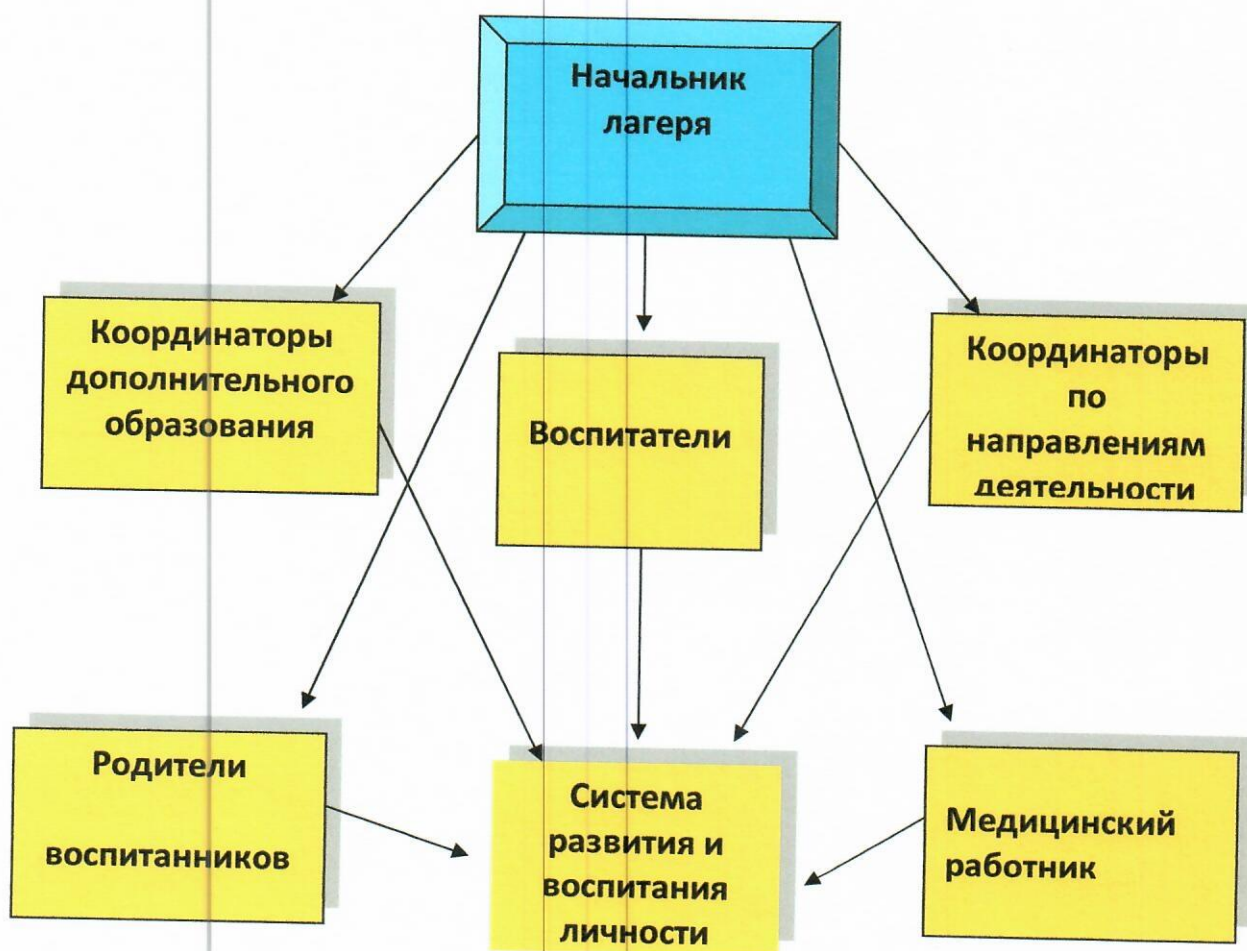 Начальник
лагеря
Координаторы
дополнительного
образования
Воспитатели
Координаторы
по
направлениям
деятельности
Родители
воспитанников
Система
развития и
воспитания
личности
Медицинский
работник